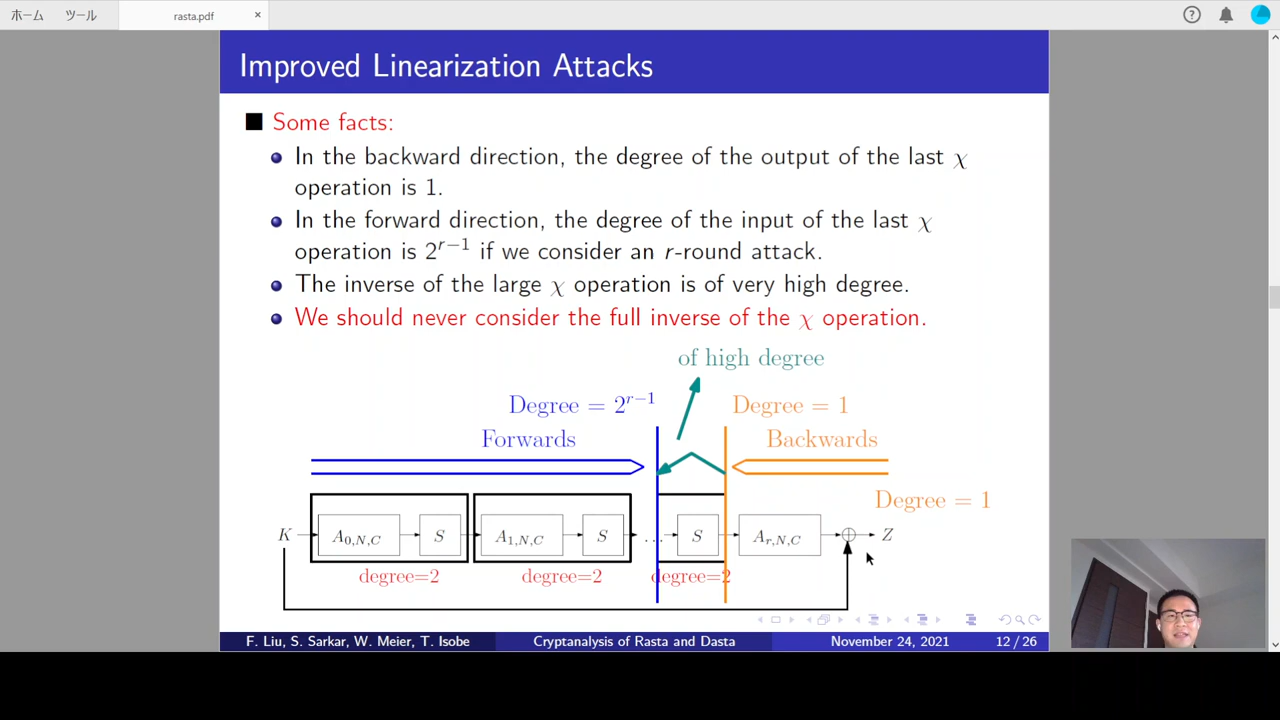 ホーム ツール rasta.pdf ×
Improved Linearization Attacks
Some facts:
In the backward direction, the degree of the output of the last χ
operation is 1.
In the forward direction, the degree of the input of the last χ
operation is 2^{r−1} if we consider an r-round attack.
The inverse of the large χ operation is of very high degree.
We should never consider the full inverse of the χ operation.
of high degree
Degree = 2^{r−1} Degree = 1
Forwards Backwards
Degree = 1
K A_{0,N,C} S A_{1,N,C} S ... S A_{r,N,C} Z
degree=2 degree=2 degree=2
F. Liu, S. Sarkar, W. Meier, T. Isobe Cryptanalysis of Rasta and Dasta November 24, 2021 12 / 26